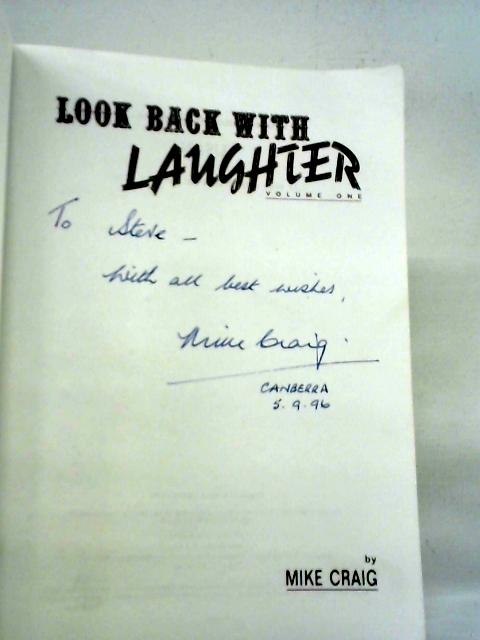 LOOK BACK WITH
LAUGHTER
VOLUME ONE
To Steve –
With all best wishes,
Mike Craig.
CANBERRA
5.9.96
by
MIKE CRAIG